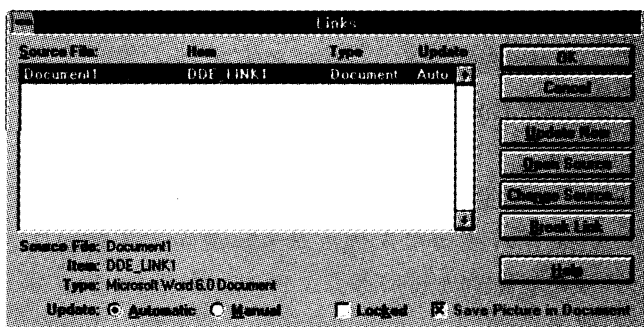 Links
Source File: Item Type Update
Document1 DDE_LINK1 Document Auto
OK
Cancel
Update Now
Open Source
Change Source...
Break Link
Help
Source File: Document1
Item: DDE_LINK1
Type: Microsoft Word 6.0 Document
Update: Automatic Manual Locked Save Picture in Document